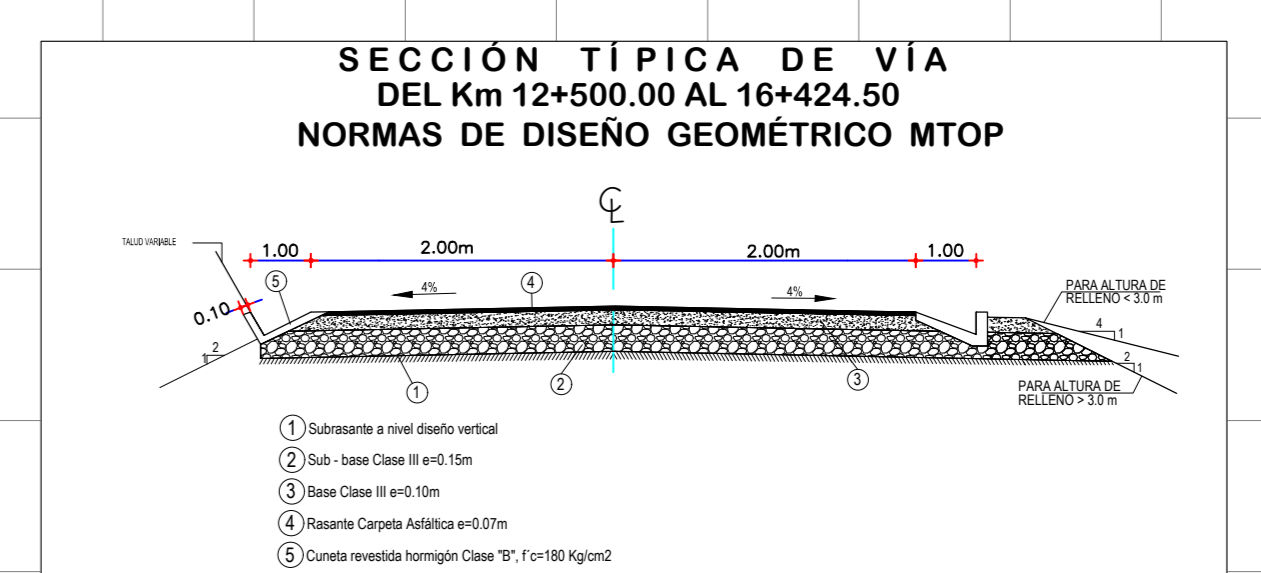 SECCIÓN TÍPICA DE VÍA
DEL Km 12+500.00 AL 16+424.50
NORMAS DE DISEÑO GEOMÉTRICO MTOP
TALUD VARIABLE
1.00
2.00m
2.00m
1.00
5
4%
4
4%
PARA ALTURA DE
RELLENO < 3.0 m
0.10
4
1
2
1
2
1
PARA ALTURA DE
RELLENO > 3.0 m
1
2
3
1 Subrasante a nivel diseño vertical
2 Sub - base Clase III e=0.15m
3 Base Clase III e=0.10m
4 Rasante Carpeta Asfáltica e=0.07m
5 Cuneta revestida hormigón Clase "B", f´c=180 Kg/cm2